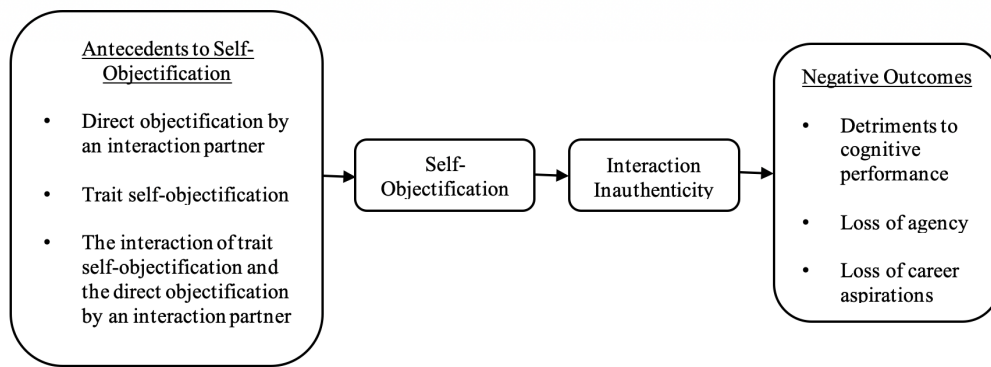 Antecedents to Self-
Objectification
• Direct objectification by
an interaction partner
• Trait self-objectification
• The interaction of trait
self-objectification and
the direct objectification
by an interaction partner
Self-
Objectification
Interaction
Inauthenticity
Negative Outcomes
• Detriments to
cognitive
performance
• Loss of agency
• Loss of career
aspirations